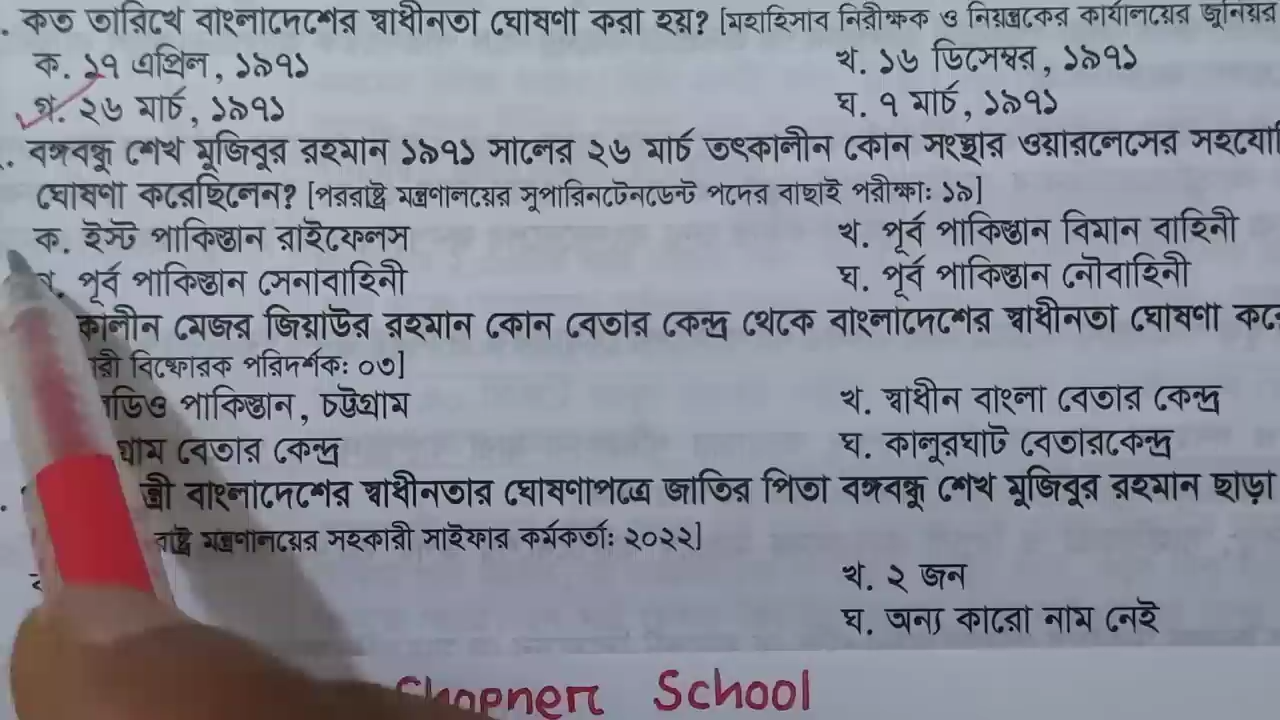 . কত তারিখে বাংলাদেশের স্বাধীনতা ঘোষণা করা হয়? [মহাহিসাব নিরীক্ষক ও নিয়ন্ত্রকের কার্যালয়ের জুনিয়র
ক. ১৭ এপ্রিল, ১৯৭১ খ. ১৬ ডিসেম্বর, ১৯৭১
গ. ২৬ মার্চ, ১৯৭১ ঘ. ৭ মার্চ, ১৯৭১
বঙ্গবন্ধু শেখ মুজিবুর রহমান ১৯৭১ সালের ২৬ মার্চ তৎকালীন কোন সংস্থার ওয়ারলেসের
ঘোষণা করেছিলেন? [পররাষ্ট্র মন্ত্রণালয়ের সুপারিনটেনডেন্ট পদের বাছাই পরীক্ষা: ১৯]
ক. ইস্ট পাকিস্তান রাইফেলস খ. পূর্ব পাকিস্তান বিমান বাহিনী
পূর্ব পাকিস্তান সেনাবাহিনী ঘ. পূর্ব পাকিস্তান নৌবাহিনী
কালীন মেজর জিয়াউর রহমান কোন বেতার কেন্দ্র থেকে বাংলাদেশের স্বাধীনতা ঘোষণা
বিস্ফোরক পরিদর্শক: ০৩]
পাকিস্তান, চট্টগ্রাম খ. স্বাধীন বাংলা বেতার কেন্দ্র
বেতার কেন্দ্র ঘ. কালুরঘাট বেতারকেন্দ্র
বাংলাদেশের স্বাধীনতার ঘোষণাপত্রে জাতির পিতা বঙ্গবন্ধু শেখ মুজিবুর রহমান ছাড়া
মন্ত্রণালয়ের সহকারী সাইফার কর্মকর্তা: ২০২২]
খ. ২ জন
ঘ. অন্য কারো নাম নেই
School